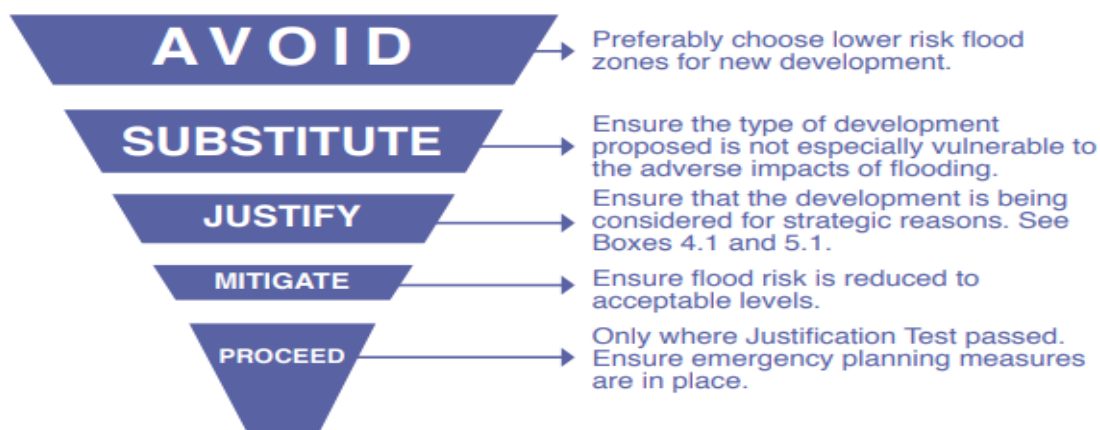 AVOID
Preferably choose lower risk flood
zones for new development.
SUBSTITUTE
Ensure the type of development
proposed is not especially vulnerable to
the adverse impacts of flooding.
JUSTIFY
Ensure that the development is being
considered for strategic reasons. See
Boxes 4.1 and 5.1.
MITIGATE
Ensure flood risk is reduced to
acceptable levels.
PROCEED
Only where Justification Test passed.
Ensure emergency planning measures
are in place.